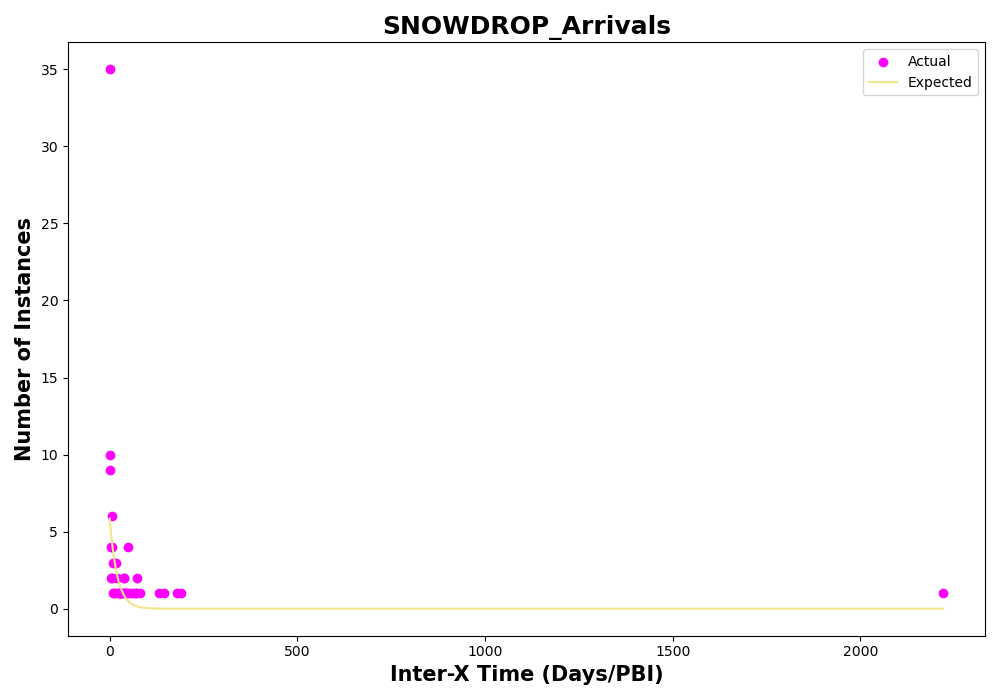 SNOWDROP_Arrivals
Actual
Expected
Number of Instances
35
30
25
20
15
10
5
0
0 500 1000 1500 2000
Inter-X Time (Days/PBI)